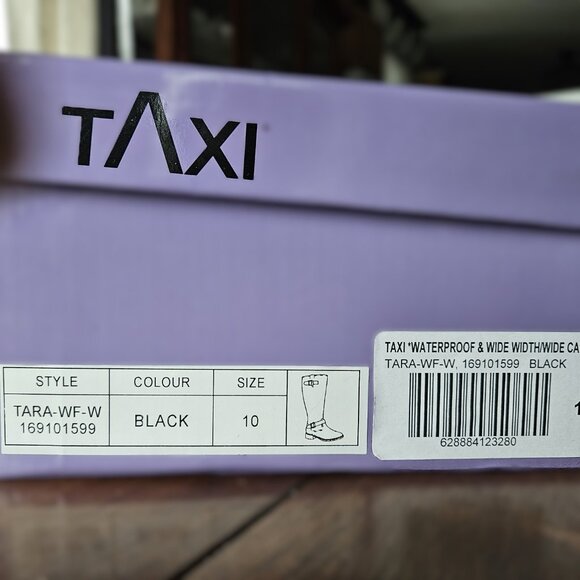 TAXI
STYLE COLOUR SIZE
TARA-WF-W BLACK 10
169101599
TAXI *WATERPROOF & WIDE WIDTH/WIDE CA
TARA-WF-W, 169101599 BLACK
628884123280